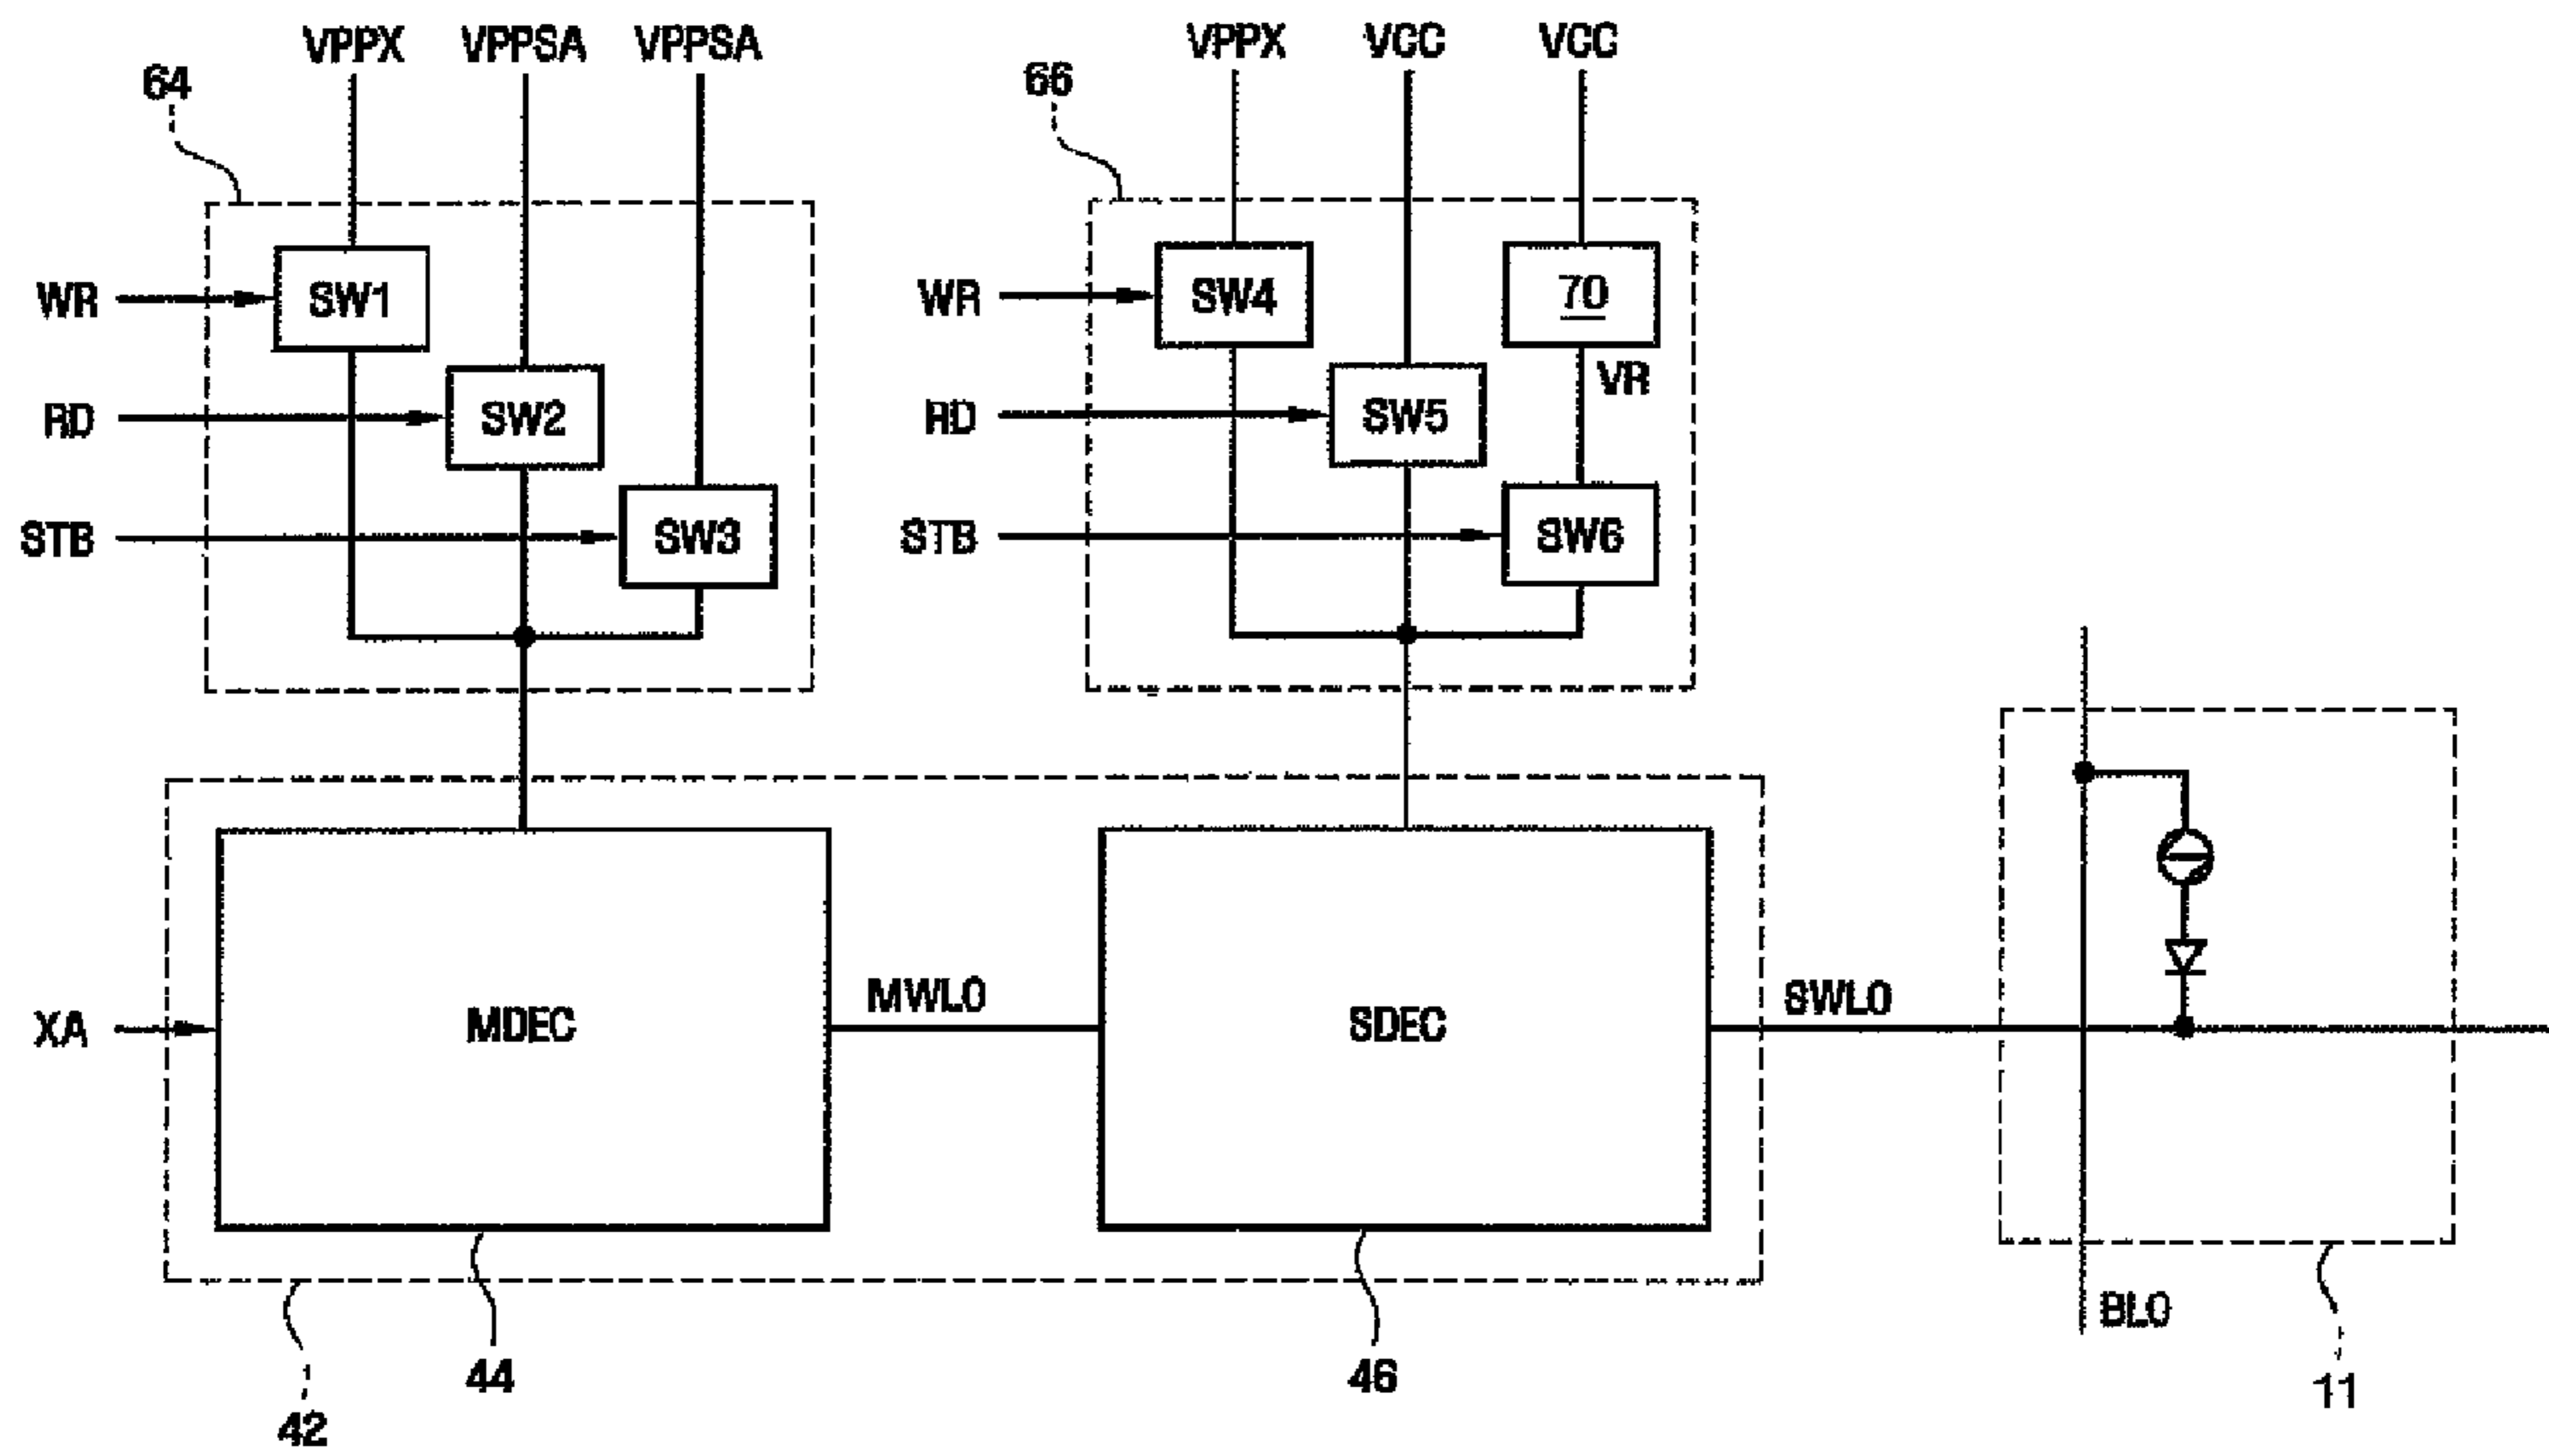 VPPX VPPSA VPPSA VPPX VCC VCC
64 66
WR SW1 WR SW4 70
VR
RD SW2 RD SW5
STB SW3 STB SW6
XA MDEC MWL0 SDEC SWL0
BL0
44 46 11
42